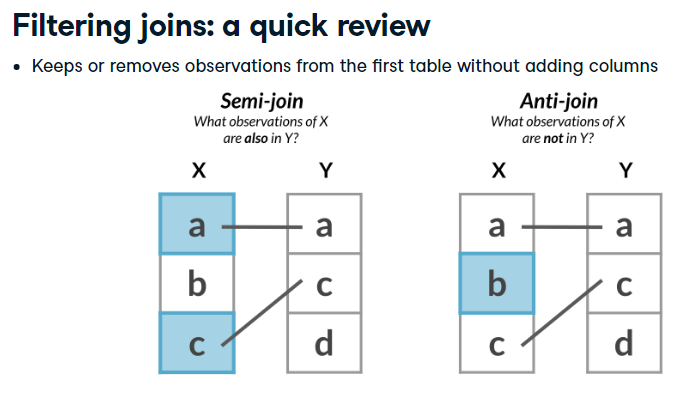 Filtering joins: a quick review
• Keeps or removes observations from the first table without adding columns
Semi-join
What observations of X
are also in Y?
X Y
a a
b c
c d
Anti-join
What observations of X
are not in Y?
X Y
a a
b c
c d